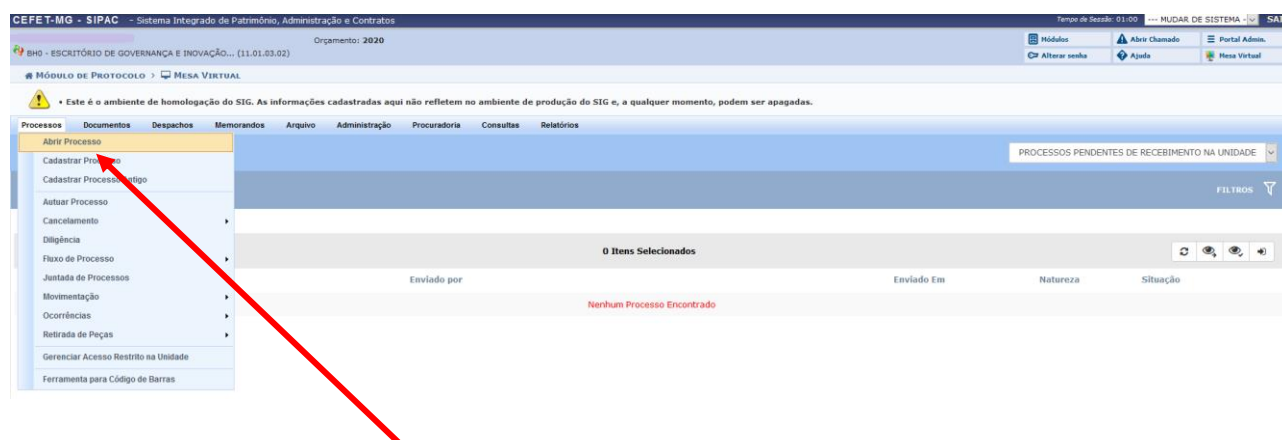 CEFET-MG - SIPAC - Sistema Integrado de Patrimônio, Administração e Contratos
Tempo de Sessão: 01:00 --- MUDAR DE SISTEMA - SAI
Orçamento: 2020
BH0 - ESCRITÓRIO DE GOVERNANÇA E INOVAÇÃO... (11.01.03.02)
Módulos
Abrir Chamado
Portal Admin.
Alterar senha
Ajuda
Mesa Virtual
MÓDULO DE PROTOCOLO > MESA VIRTUAL
• Este é o ambiente de homologação do SIG. As informações cadastradas aqui não refletem no ambiente de produção do SIG e, a qualquer momento, podem ser apagadas.
Processos Documentos Despachos Memorandos Arquivo Administração Procuradoria Consultas Relatórios
Abrir Processo
Cadastrar Processo
Cadastrar Processo Antigo
Autuar Processo
Cancelamento
Diligência
Fluxo de Processo
Juntada de Processos
Movimentação
Ocorrências
Retirada de Peças
Gerenciar Acesso Restrito na Unidade
Ferramenta para Código de Barras
PROCESSOS PENDENTES DE RECEBIMENTO NA UNIDADE
FILTROS
0 Itens Selecionados
Enviado por Enviado Em Natureza Situação
Nenhum Processo Encontrado